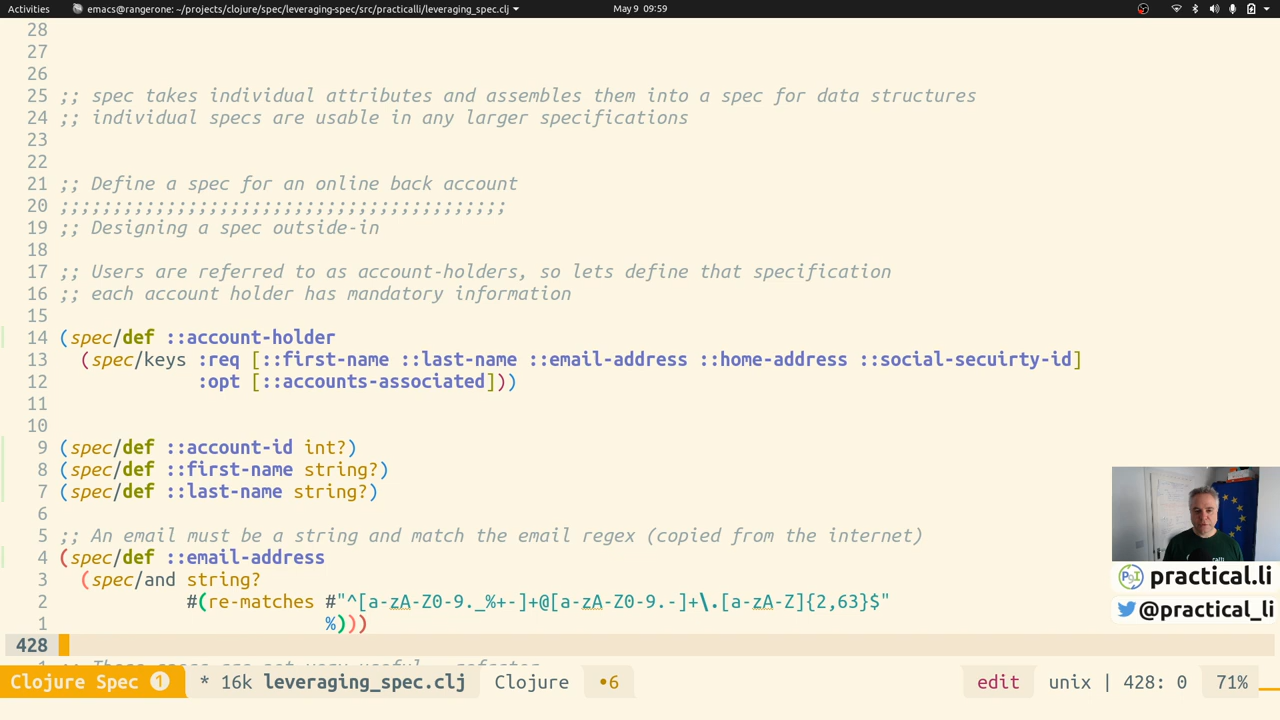 Activities
emacs@rangerone: ~/projects/clojure/spec/leveraging-spec/src/practicalli/leveraging_spec.clj
May 9 09:59
28
27
26
25 ;; spec takes individual attributes and assembles them into a spec for data structures
24 ;; individual specs are usable in any larger specifications
23
22
21 ;; Define a spec for an online back account
20 ;;;;;;;;;;;;;;;;;;;;;;;;;;;;;;;;;;;;;;;;;;
19 ;; Designing a spec outside-in
18
17 ;; Users are referred to as account-holders, so lets define that specification
16 ;; each account holder has mandatory information
15
14 (spec/def ::account-holder
13 (spec/keys :req [::first-name ::last-name ::email-address ::home-address ::social-secuirty-id]
12 :opt [::accounts-associated]))
11
10
9 (spec/def ::account-id int?)
8 (spec/def ::first-name string?)
7 (spec/def ::last-name string?)
6
5 ;; An email must be a string and match the email regex (copied from the internet)
4 (spec/def ::email-address
3 (spec/and string?
2 #(re-matches #"^[a-zA-Z0-9._%+-]+@[a-zA-Z0-9.-]+\.[a-zA-Z]{2,63}$"
1 %)))
428
1 ;; These specs are not very useful refactor
practical.li
@practical_li
Clojure Spec 1 * 16k leveraging_spec.clj Clojure •6 edit unix | 428: 0 71%